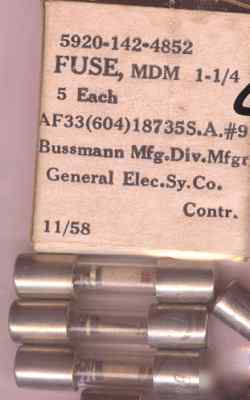 5920-142-4852
FUSE, MDM 1-1/4
5 Each
AF33(604)18735S.A.#9
Bussmann Mfg.Div.Mfgr
General Elec.Sy.Co.
Contr.
11/58